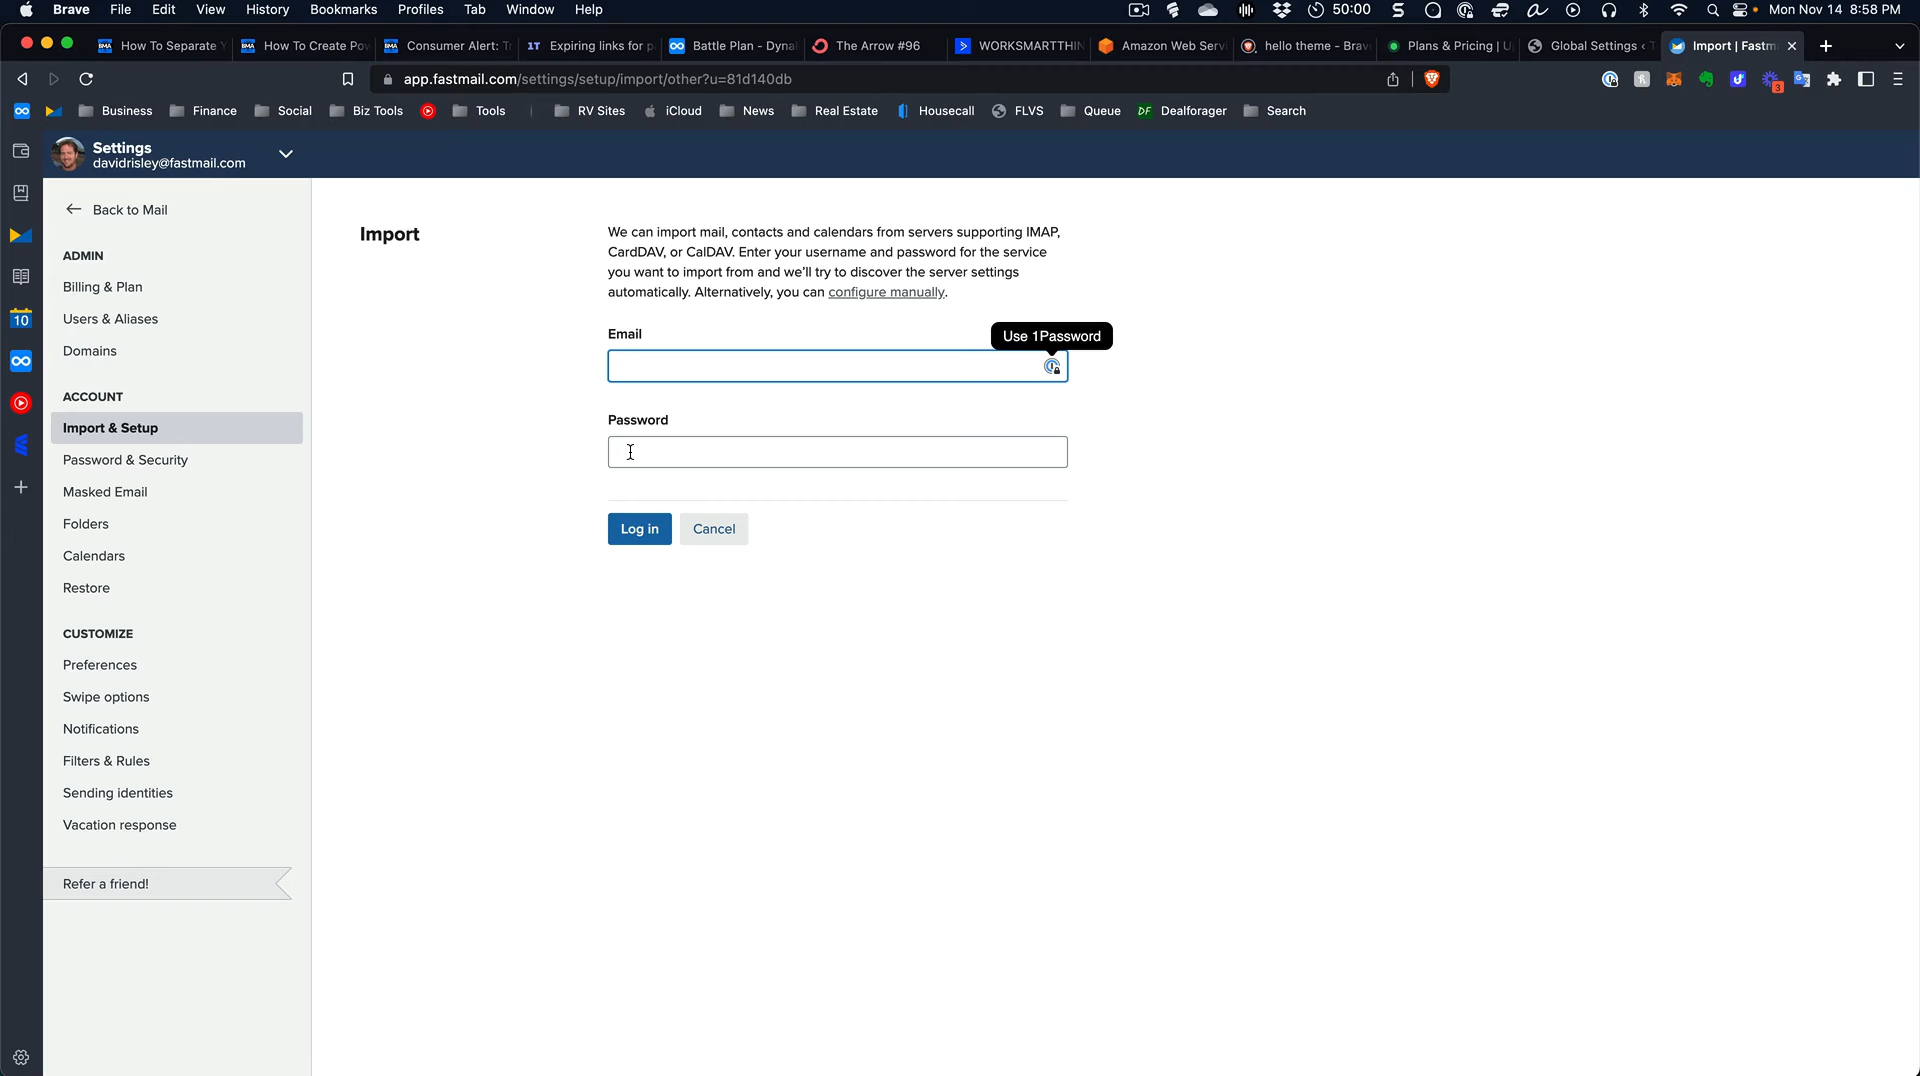 Brave File Edit View History Bookmarks Profiles Tab Window Help 50:00 Mon Nov 14 8:58 PM
How To Separate Y How To Create Pow Consumer Alert: T 1T Expiring links for p Battle Plan - Dyna The Arrow #96 WORKSMARTTHIN Amazon Web Servi hello theme - Brav Plans & Pricing | U Global Settings ‹ T Import | Fastm
app.fastmail.com/settings/setup/import/other?u=81d140db 3
Business Finance Social Biz Tools Tools RV Sites iCloud News Real Estate Housecall FLVS Queue DF Dealforager Search
Settings
davidrisley@fastmail.com
10
Back to Mail
ADMIN
Billing & Plan
Users & Aliases
Domains
ACCOUNT
Import & Setup
Password & Security
Masked Email
Folders
Calendars
Restore
CUSTOMIZE
Preferences
Swipe options
Notifications
Filters & Rules
Sending identities
Vacation response
Refer a friend!
Import
We can import mail, contacts and calendars from servers supporting IMAP,
CardDAV, or CalDAV. Enter your username and password for the service
you want to import from and we'll try to discover the server settings
automatically. Alternatively, you can configure manually.
Email
Use 1Password
Password
Log in Cancel